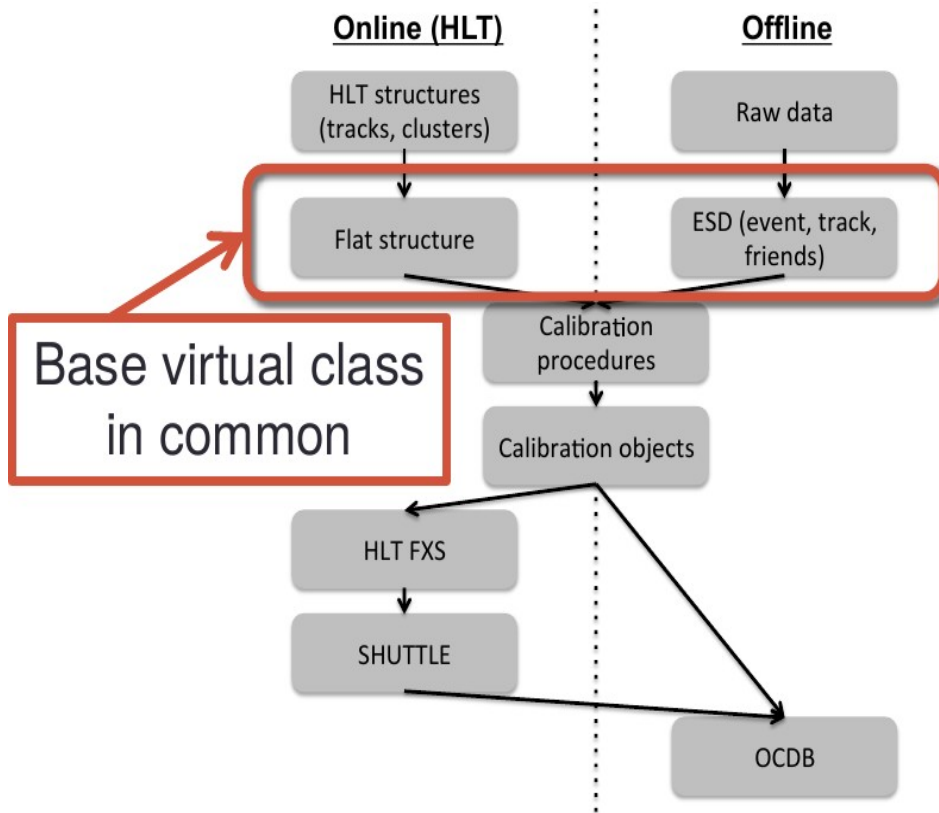 Online (HLT)
Offline
HLT structures
(tracks, clusters)
Raw data
Flat structure
ESD (event, track,
friends)
Base virtual class
in common
Calibration
procedures
Calibration objects
HLT FXS
SHUTTLE
OCDB